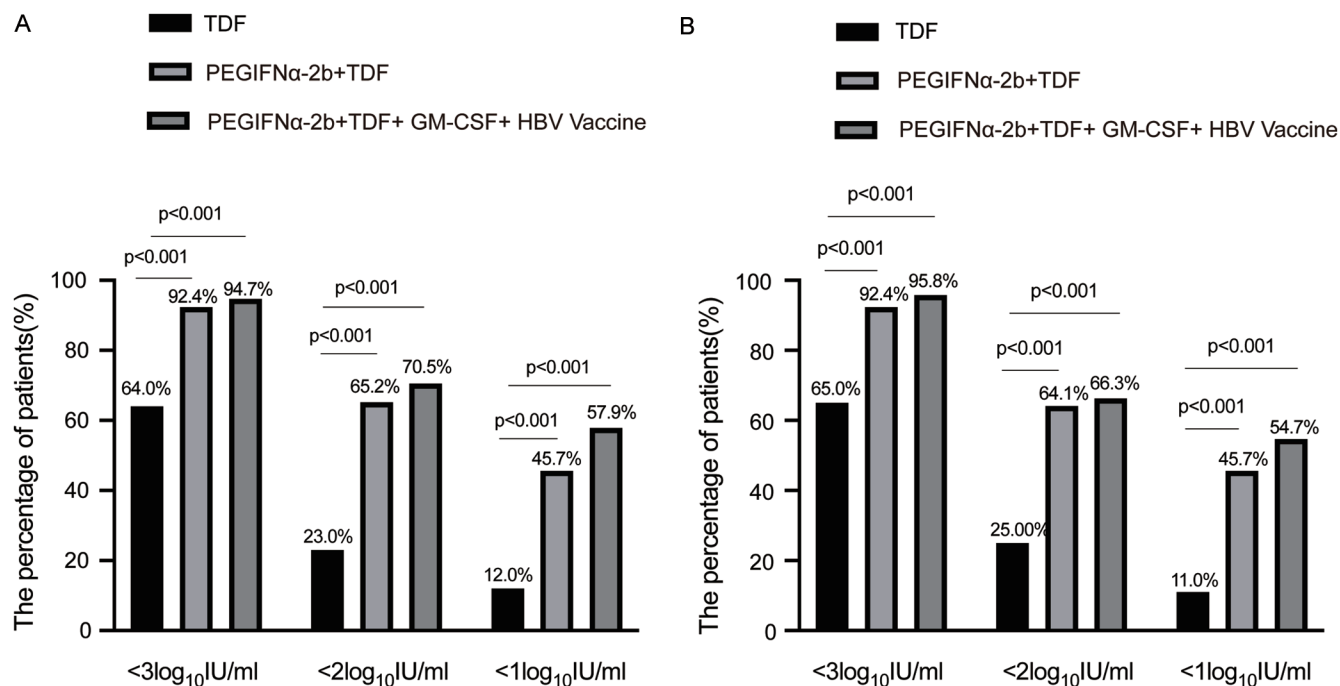 A
TDF
PEGIFNα-2b+TDF
PEGIFNα-2b+TDF+ GM-CSF+ HBV Vaccine
The percentage of patients(%)
100
80
60
40
20
0
p<0.001
p<0.001
64.0%
92.4%
94.7%
p<0.001
p<0.001
23.0%
65.2%
70.5%
p<0.001
p<0.001
12.0%
45.7%
57.9%
<3log10IU/ml
<2log10IU/ml
<1log10IU/ml
B
TDF
PEGIFNα-2b+TDF
PEGIFNα-2b+TDF+ GM-CSF+ HBV Vaccine
The percentage of patients(%)
100
80
60
40
20
0
p<0.001
p<0.001
65.0%
92.4%
95.8%
p<0.001
p<0.001
25.00%
64.1%
66.3%
p<0.001
p<0.001
11.0%
45.7%
54.7%
<3log10IU/ml
<2log10IU/ml
<1log10IU/ml